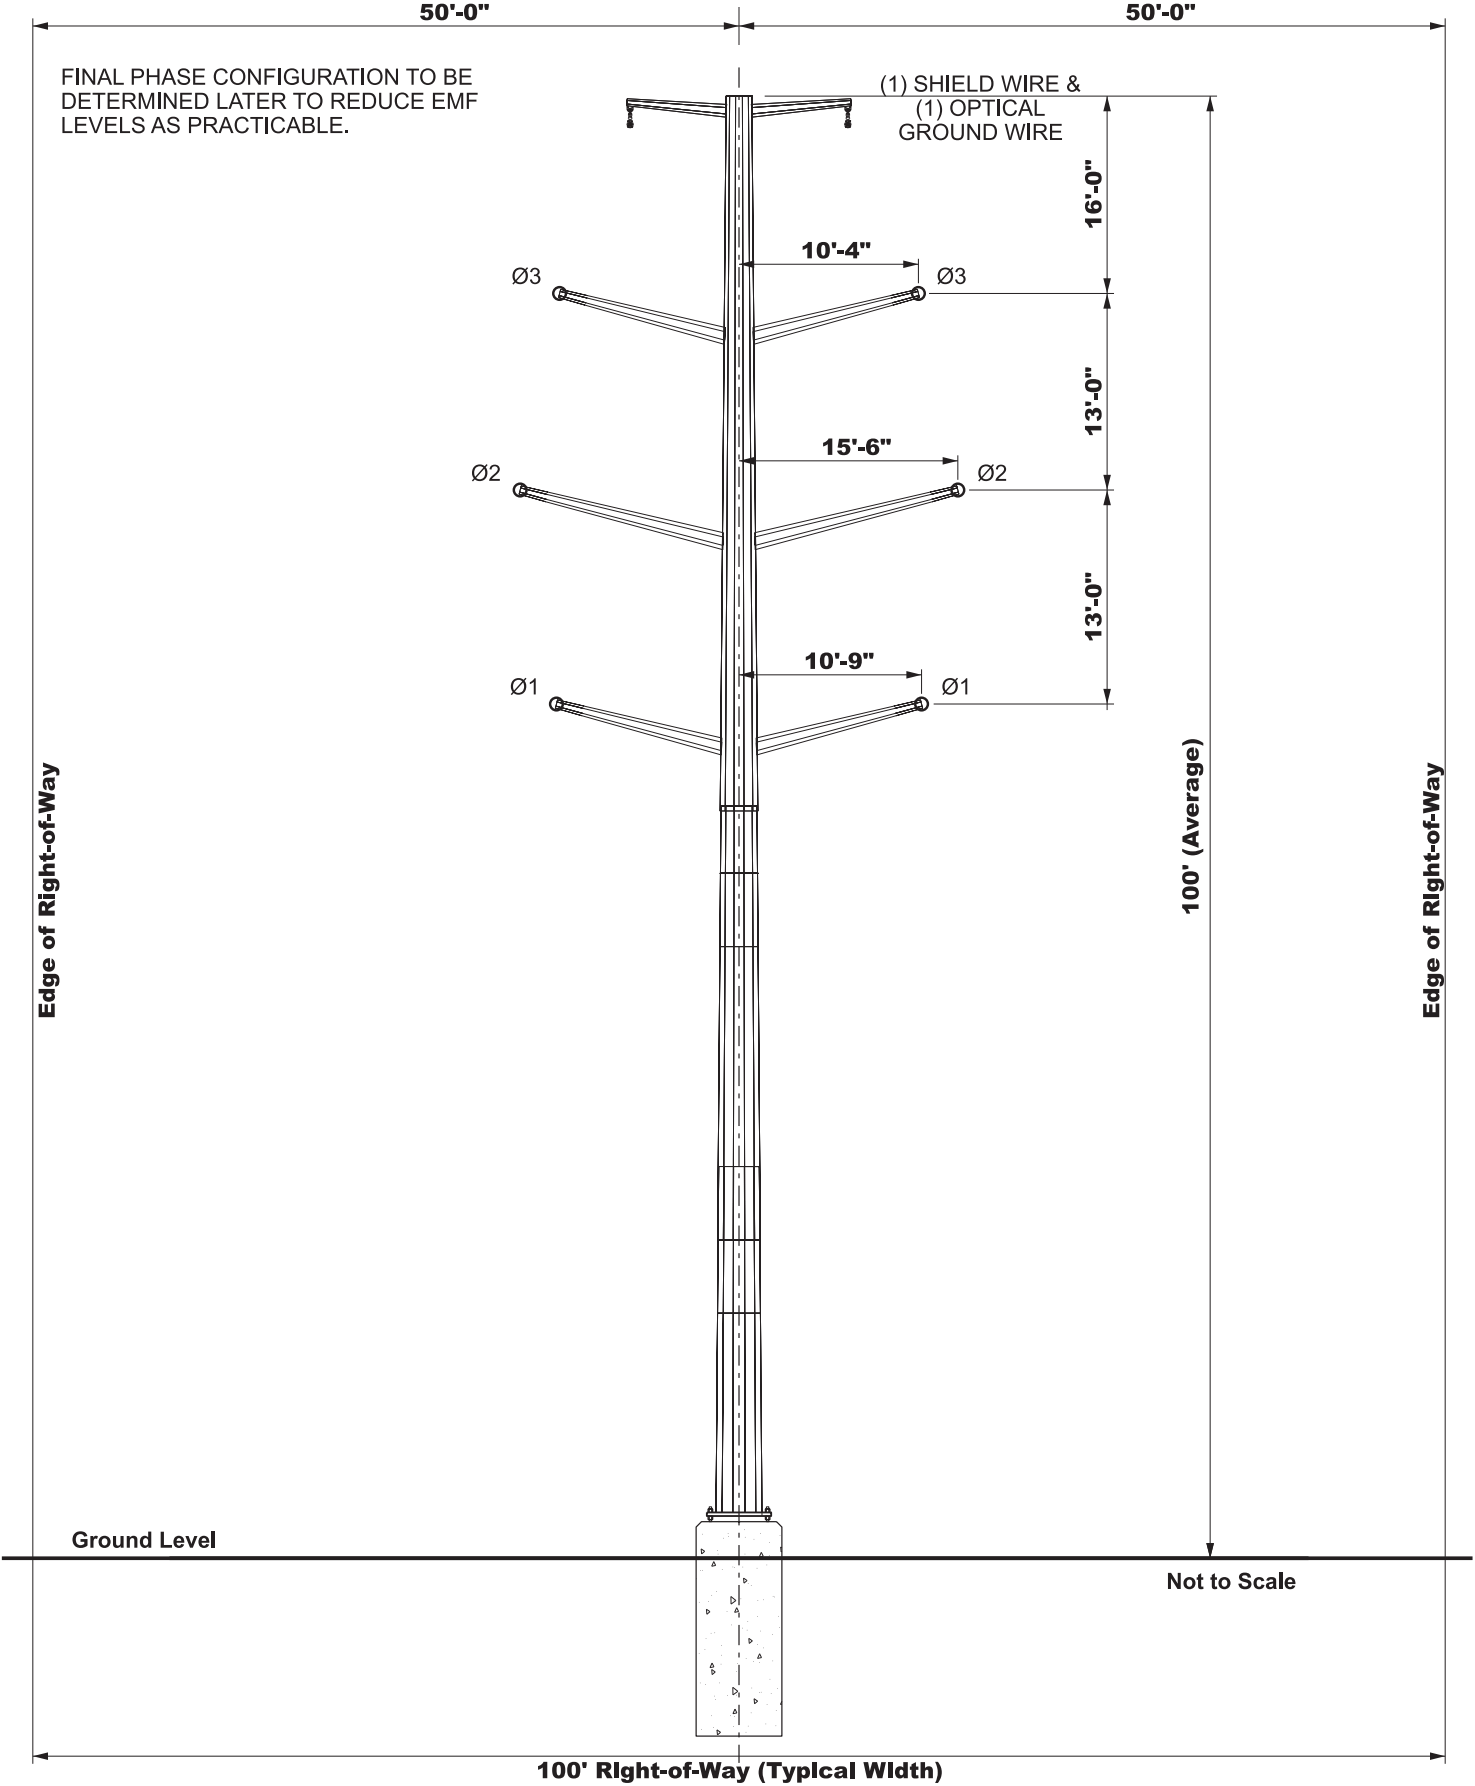 50'-0"
50'-0"
FINAL PHASE CONFIGURATION TO BE
DETERMINED LATER TO REDUCE EMF
LEVELS AS PRACTICABLE.
(1) SHIELD WIRE &
(1) OPTICAL
GROUND WIRE
16'-0"
10'-4"
Ø3
Ø3
13'-0"
15'-6"
Ø2
Ø2
13'-0"
10'-9"
Ø1
Ø1
100' (Average)
Edge of Right-of-Way
Edge of Right-of-Way
Ground Level
Not to Scale
100' Right-of-Way (Typical Width)